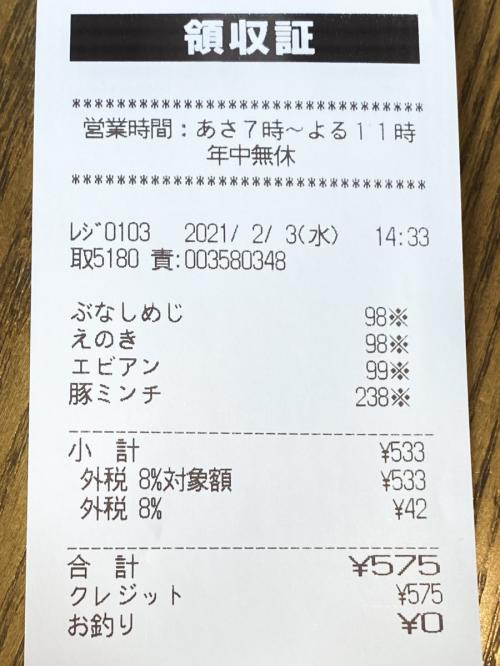 領収証
********************************
営業時間：あさ７時～よる１１時
年中無休
********************************
ﾚｼﾞ0103 2021/ 2/ 3(水) 14:33
取5180 責:003580348
ぶなしめじ 98※
えのき 98※
エビアン 99※
豚ミンチ 238※
小　計 ¥533
外税 8%対象額 ¥533
外税 8% ¥42
合　計 ¥575
クレジット ¥575
お釣り ¥0